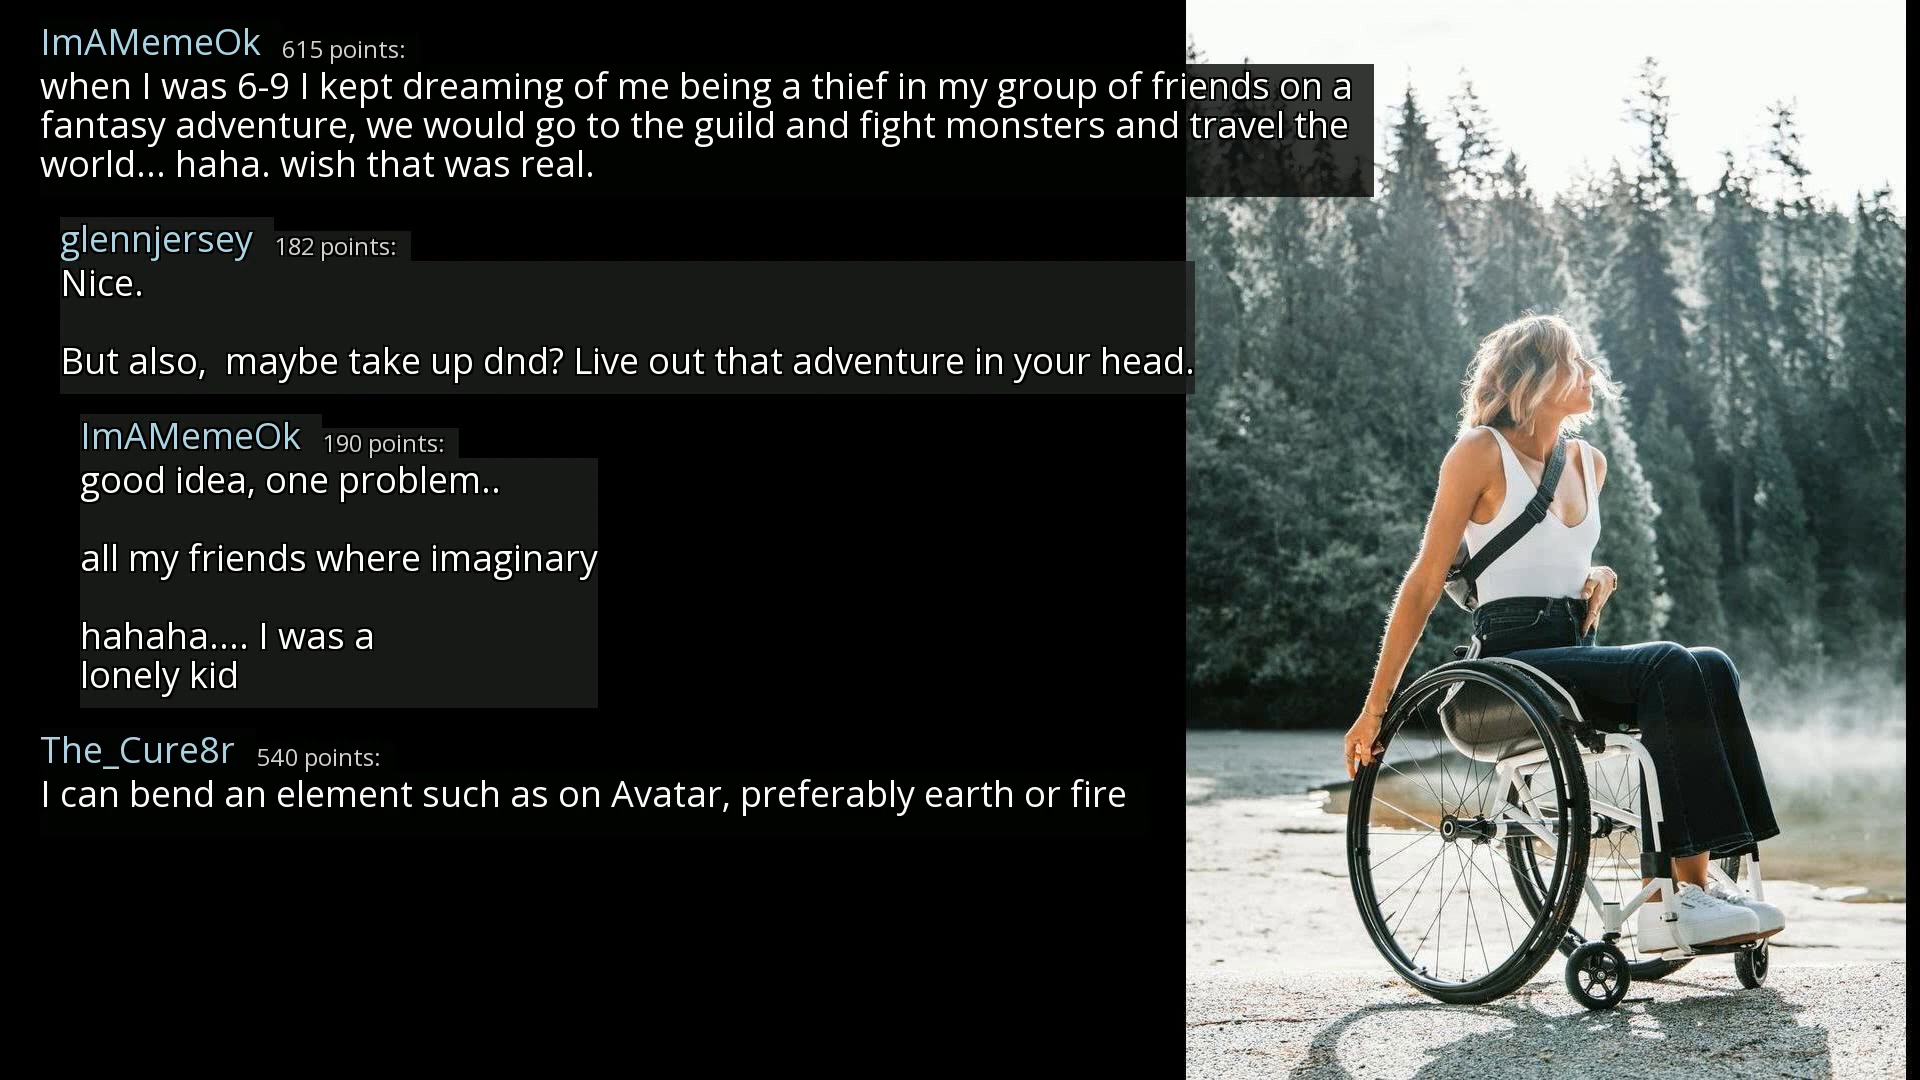 ImAMemeOk 615 points:
when I was 6-9 I kept dreaming of me being a thief in my group of friends on a
fantasy adventure, we would go to the guild and fight monsters and travel the
world... haha. wish that was real.
glennjersey 182 points:
Nice.
But also,  maybe take up dnd? Live out that adventure in your head.
ImAMemeOk 190 points:
good idea, one problem..
all my friends where imaginary
hahaha.... I was a
lonely kid
The_Cure8r 540 points:
I can bend an element such as on Avatar, preferably earth or fire